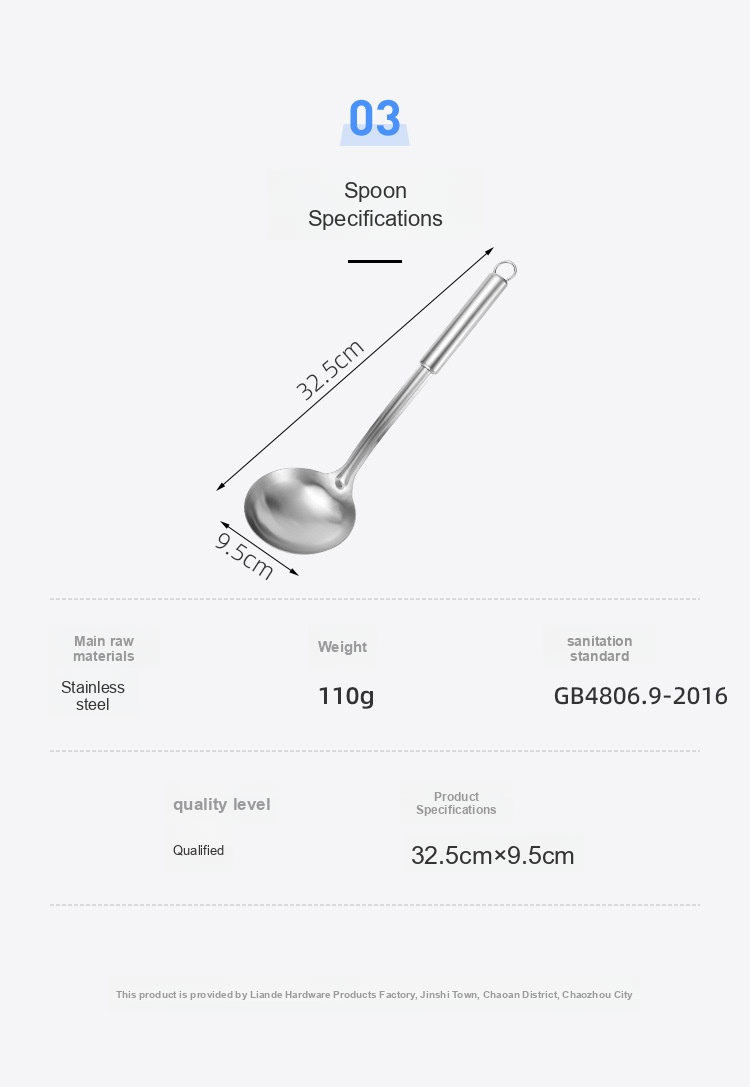 03
Spoon
Specifications
32.5cm
9.5cm
Main raw
materials
Weight
sanitation
standard
Stainless
steel
110g
GB4806.9-2016
quality level
Product
Specifications
Qualified
32.5cm×9.5cm
This product is provided by Liande Hardware Products Factory, Jinshi Town, Chaoan District, Chaozhou City